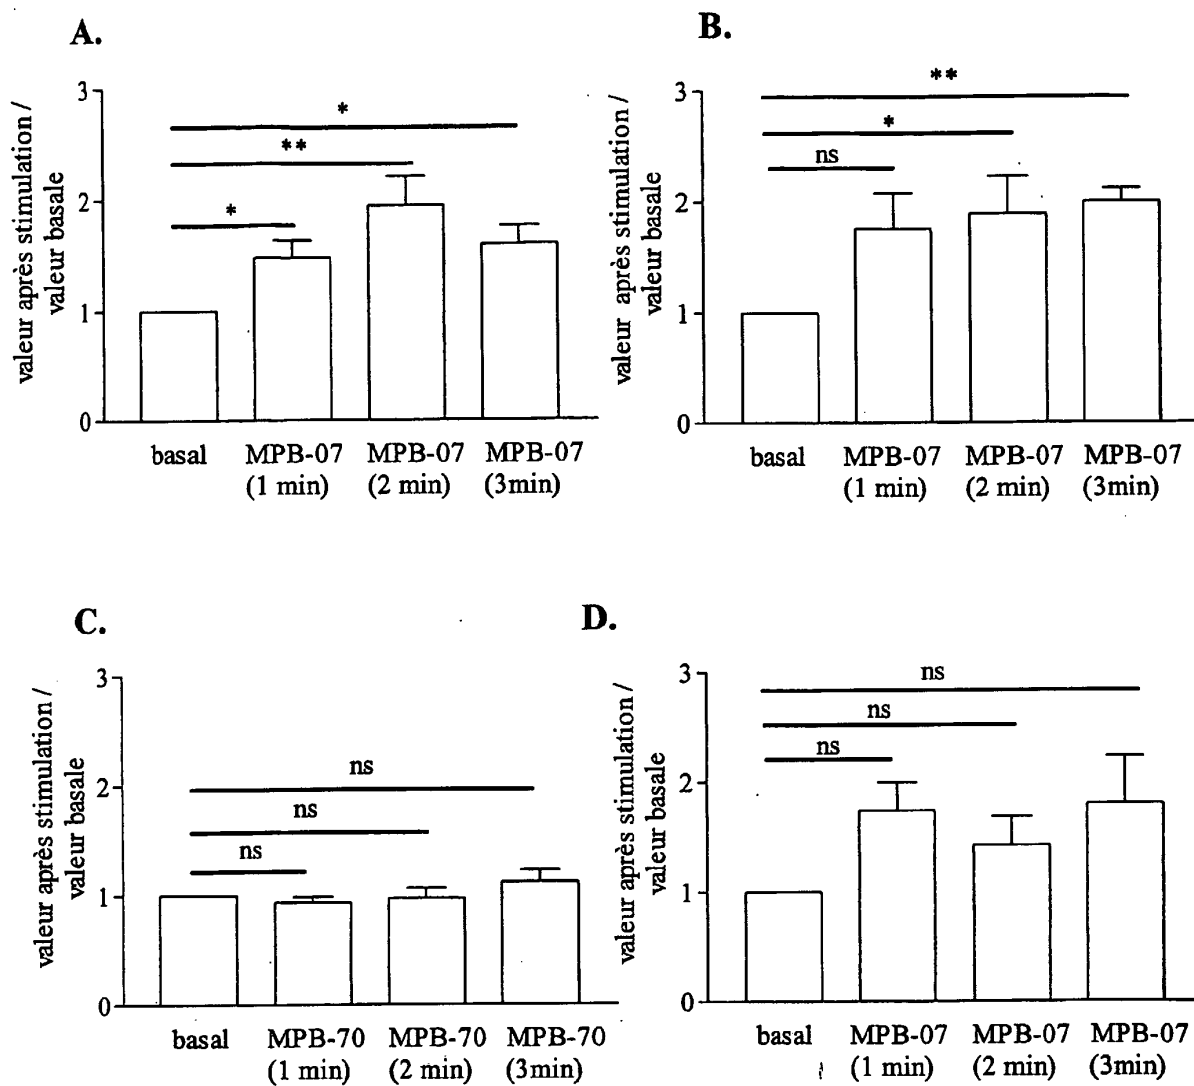 A.
valeur après stimulation /
valeur basale
3
2
1
0
*
**
*
basal
MPB-07
(1 min)
MPB-07
(2 min)
MPB-07
(3min)
B.
valeur après stimulation /
valeur basale
3
2
1
0
**
*
ns
basal
MPB-07
(1 min)
MPB-07
(2 min)
MPB-07
(3min)
C.
valeur après stimulation /
valeur basale
3
2
1
0
ns
ns
ns
basal
MPB-70
(1 min)
MPB-70
(2 min)
MPB-70
(3min)
D.
valeur après stimulation /
valeur basale
3
2
1
0
ns
ns
ns
basal
MPB-07
(1 min)
MPB-07
(2 min)
MPB-07
(3min)